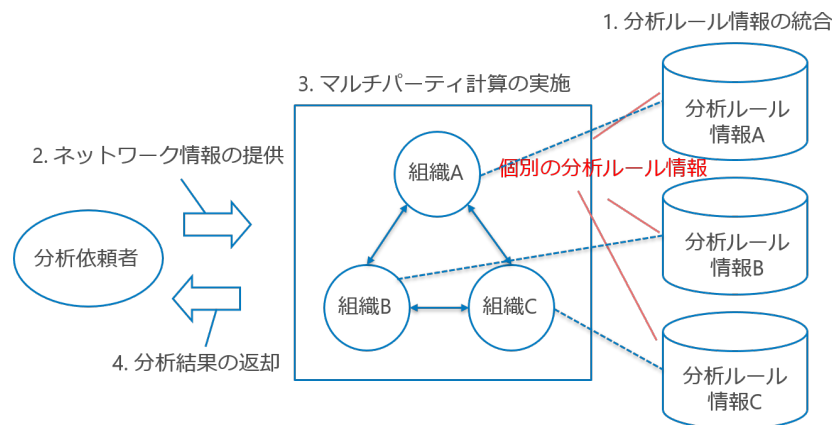 1. 分析ルール情報の統合
3. マルチパーティ計算の実施
分析ルール
情報A
2. ネットワーク情報の提供
組織A
個別の分析ルール情報
分析依頼者
分析ルール
情報B
組織B
組織C
4. 分析結果の返却
分析ルール
情報C